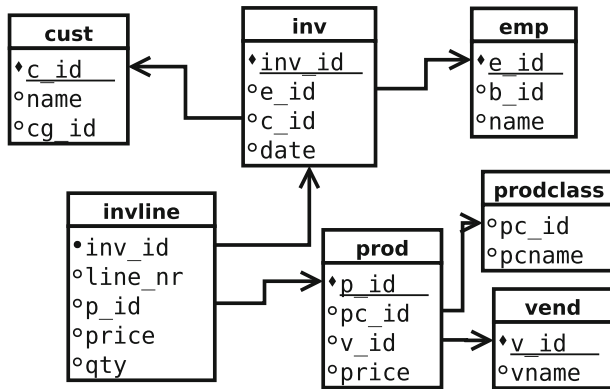 cust
c_id
name
cg_id
inv
inv_id
e_id
c_id
date
emp
e_id
b_id
name
invline
inv_id
line_nr
p_id
price
qty
prod
p_id
pc_id
v_id
price
prodclass
pc_id
pcname
vend
v_id
vname